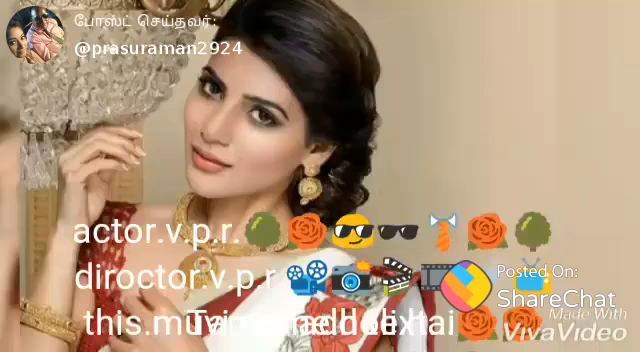 போஸ்ட் செய்தவர்:
@prasuraman2924
actor.v.p.r.
diroctor.v.p.r
Posted On:
ShareChat
Made With
VivaVideo